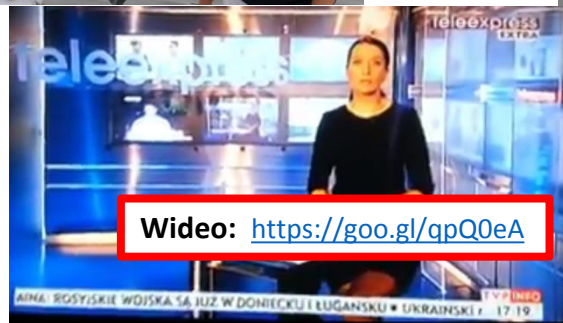 teleexpress
EXTRA
teleexpress
Wideo: https://goo.gl/qpQ0eA
TVP INFO
AINA: ROSYJSKIE WOJSKA SĄ JUŻ W DONIECKU I ŁUGAŃSKU ▪ UKRAIŃSKI 17:19